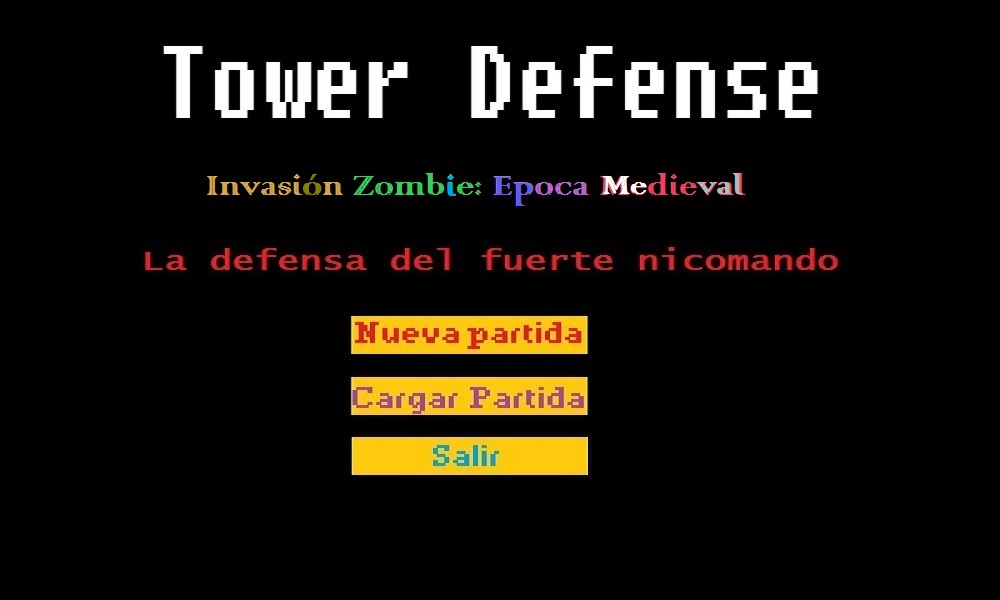 Tower Defense
Invasión Zombie: Epoca Medieval
La defensa del fuerte nicomando
Nueva partida
Cargar Partida
Salir